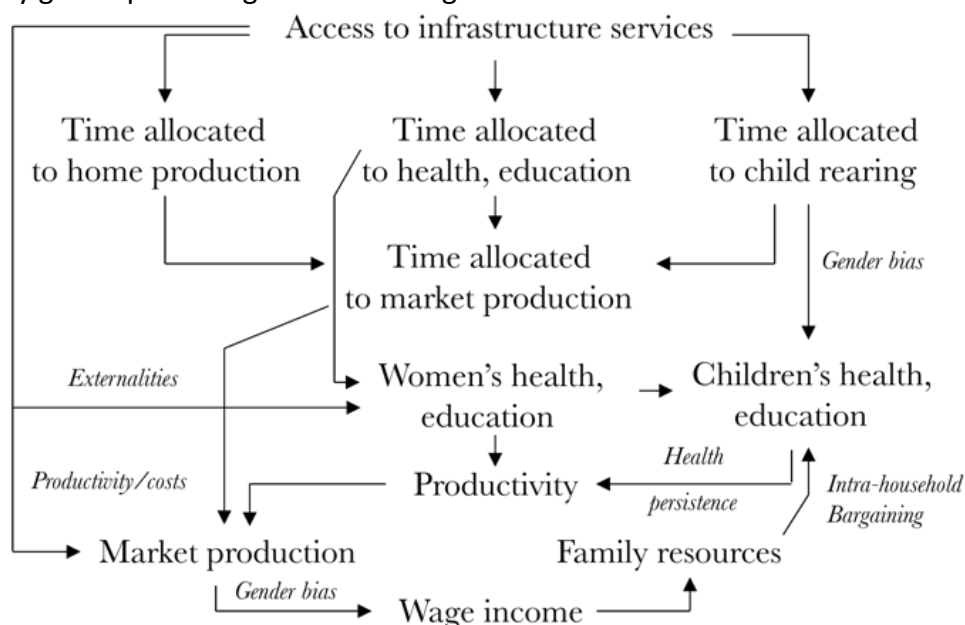 Access to infrastructure services
Time allocated
to home production
Time allocated
to health, education
Time allocated
to child rearing
Time allocated
to market production
Gender bias
Externalities
Women's health,
education
Children's health,
education
Productivity/costs
Productivity
Health
persistence
Intra-household
Bargaining
Market production
Family resources
Gender bias
Wage income